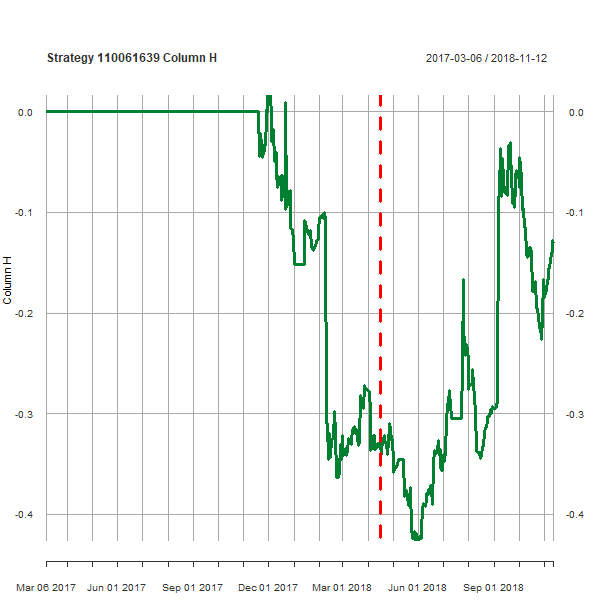 Strategy 110061639 Column H 2017-03-06 / 2018-11-12
0.0 0.0
-0.1 -0.1
-0.2 -0.2
-0.3 -0.3
-0.4 -0.4
Column H
Mar 06 2017 Jun 01 2017 Sep 01 2017 Dec 01 2017 Mar 01 2018 Jun 01 2018 Sep 01 2018